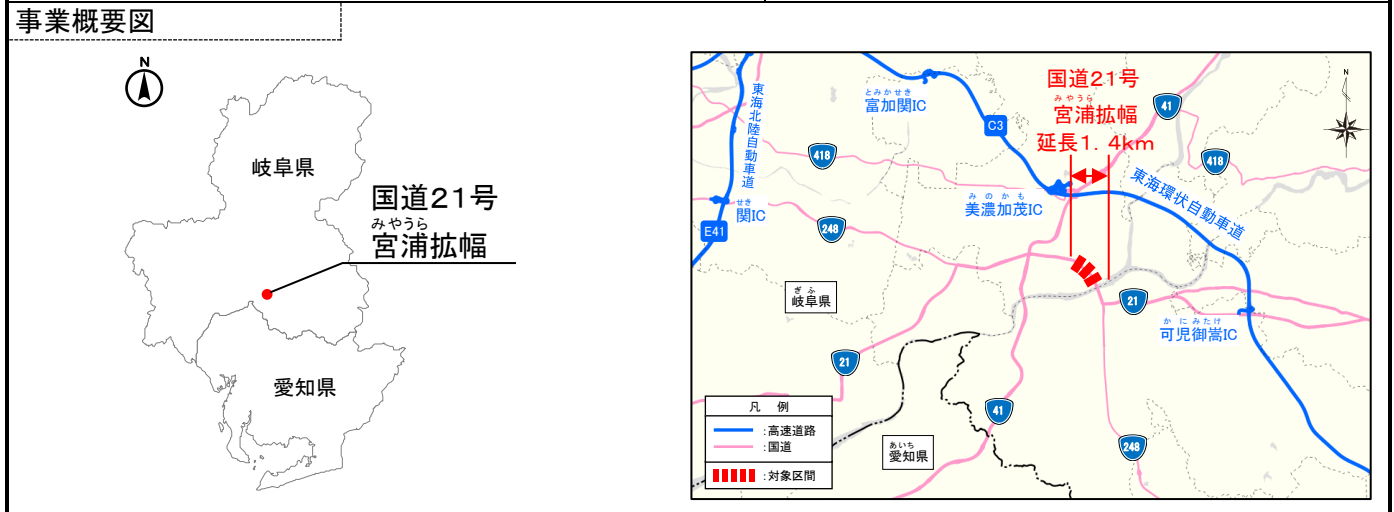 事業概要図
N
岐阜県
国道21号
みやうら
宮浦拡幅
愛知県
東海北陸自動車道
とみかせき
富加関IC
C3
国道21号
みやうら
宮浦拡幅
延長1.4km
N
41
418
418
せき
関IC
E41
248
みのかも
美濃加茂IC
東海環状自動車道
ぎふ
岐阜県
21
かにみたけ
可児御嵩IC
21
41
248
あいち
愛知県
凡 例
:高速道路
:国道
:対象区間